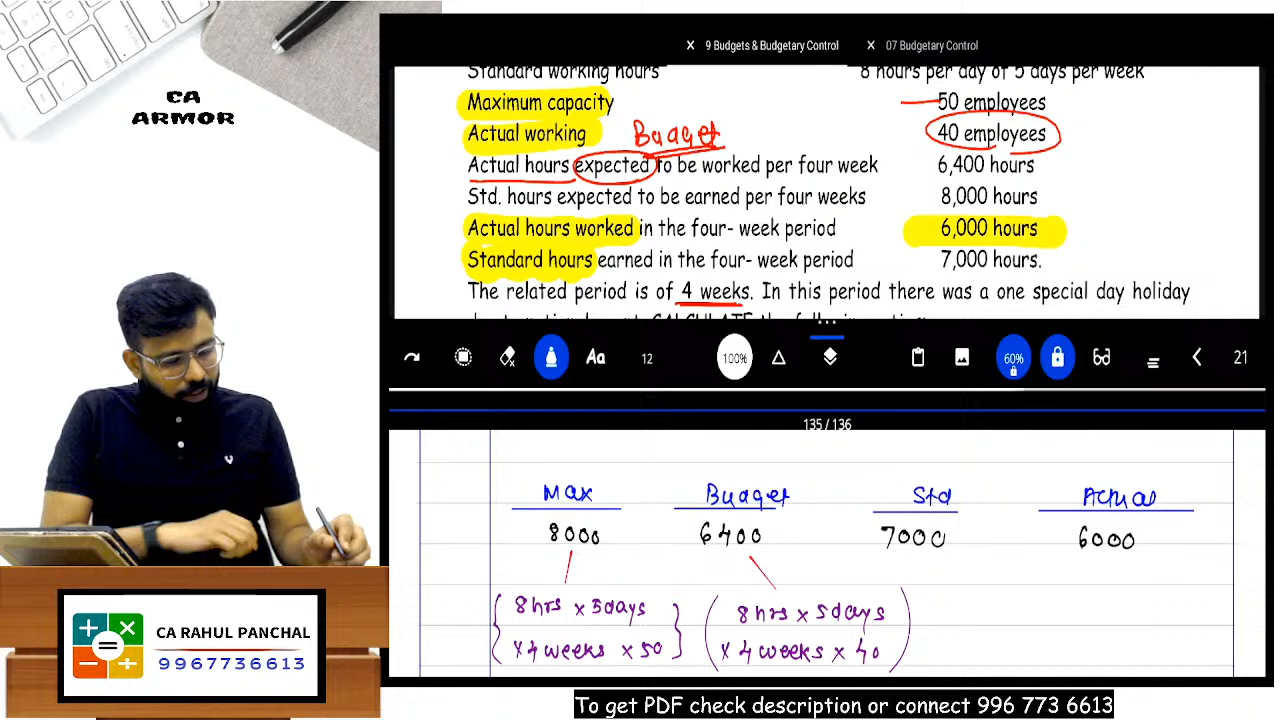 CA
ARMOR
9 Budgets & Budgetary Control
07 Budgetary Control
Standard working hours 8 hours per day of 5 days per week
Maximum capacity 50 employees
Actual working 40 employees
Budget
Actual hours expected to be worked per four week 6,400 hours
Std. hours expected to be earned per four weeks 8,000 hours
Actual hours worked in the four- week period 6,000 hours
Standard hours earned in the four- week period 7,000 hours.
The related period is of 4 weeks. In this period there was a one special day holiday
Aa 12 100% 60% 21
135 / 136
Max Budget Std Actual
8000 6400 7000 6000
8 hrs x 5 days
x 4 weeks x 50
8 hrs x 5 days
x 4 weeks x 40
CA RAHUL PANCHAL
9967736613
To get PDF check description or connect 996 773 6613